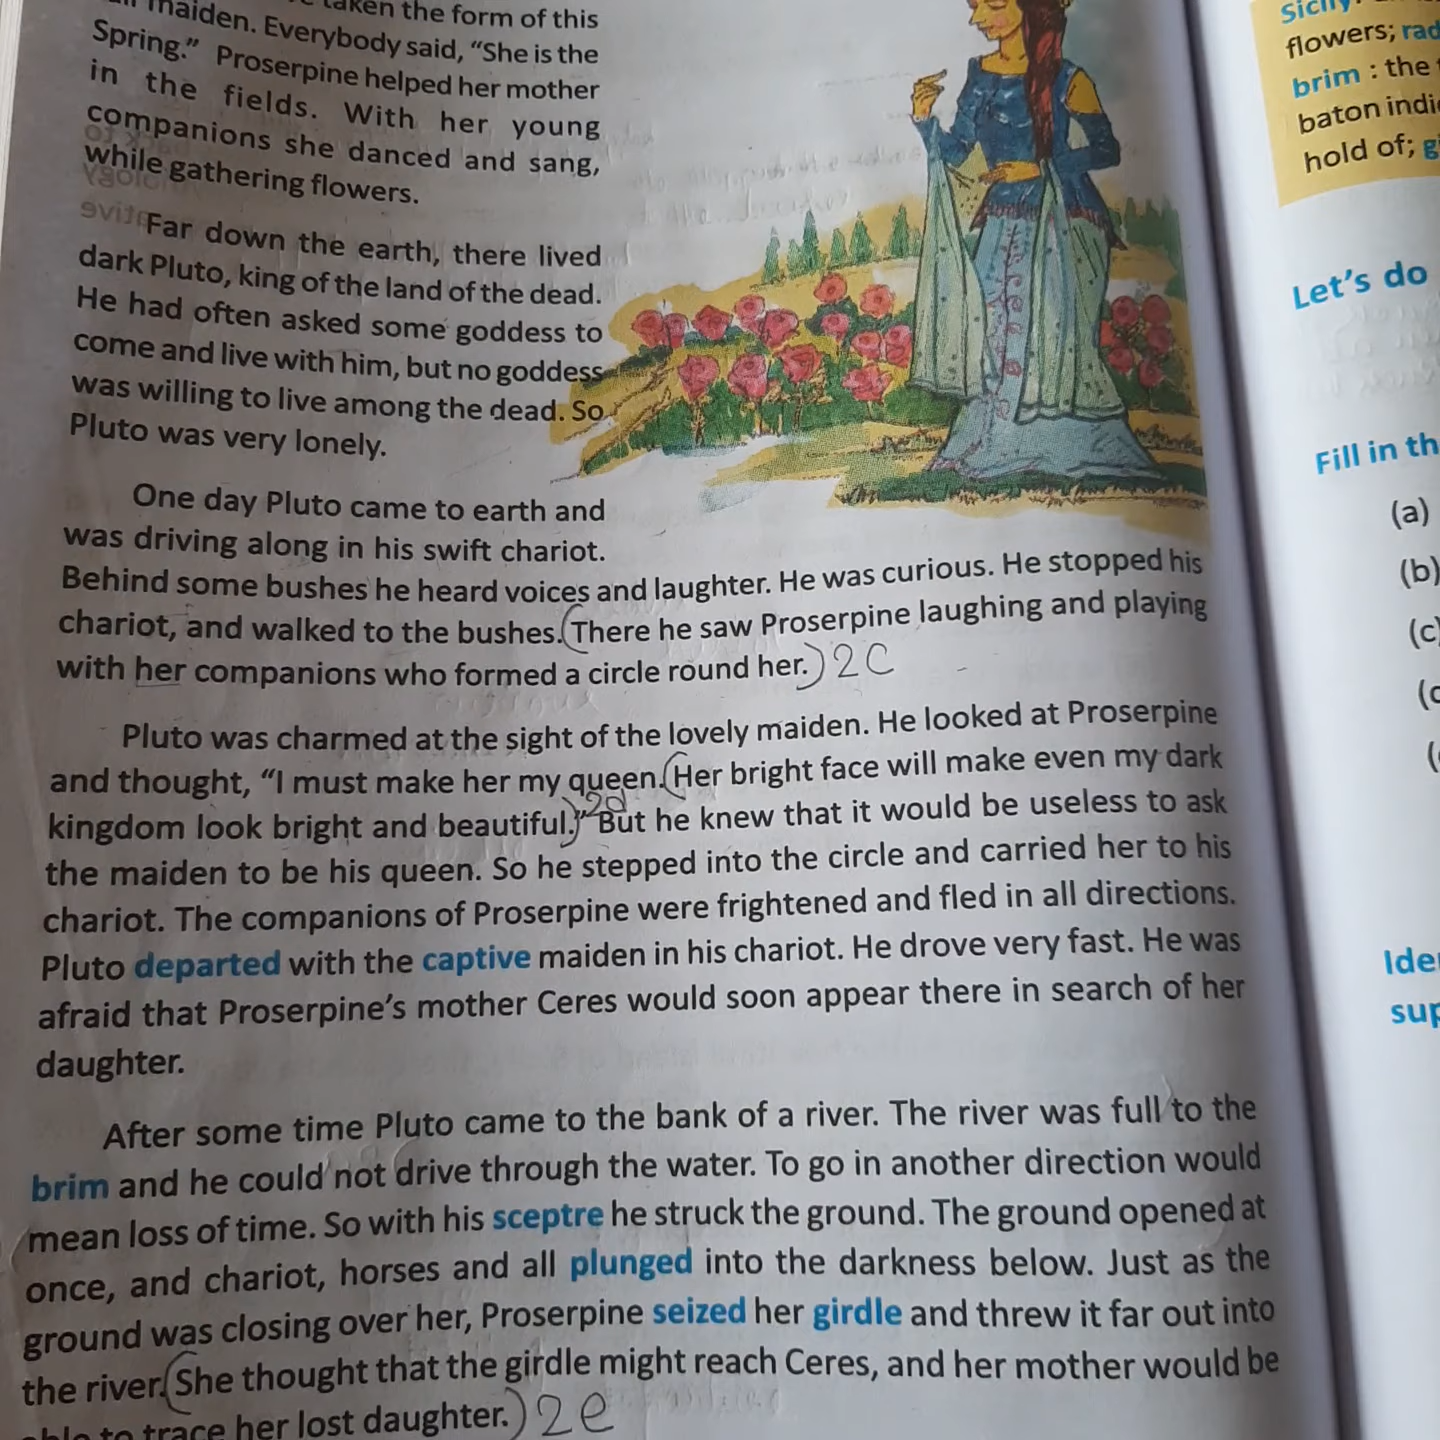 taken the form of this
maiden. Everybody said, “She is the
Spring.” Proserpine helped her mother
in the fields. With her young
companions she danced and sang,
while gathering flowers.
Far down the earth, there lived
dark Pluto, king of the land of the dead.
He had often asked some goddess to
come and live with him, but no goddess
was willing to live among the dead. So
Pluto was very lonely.
One day Pluto came to earth and
was driving along in his swift chariot.
Behind some bushes he heard voices and laughter. He was curious. He stopped his
chariot, and walked to the bushes. (There he saw Proserpine laughing and playing
with her companions who formed a circle round her.) 2C
Pluto was charmed at the sight of the lovely maiden. He looked at Proserpine
and thought, “I must make her my queen. (Her bright face will make even my dark
kingdom look bright and beautiful.)” 2d But he knew that it would be useless to ask
the maiden to be his queen. So he stepped into the circle and carried her to his
chariot. The companions of Proserpine were frightened and fled in all directions.
Pluto departed with the captive maiden in his chariot. He drove very fast. He was
afraid that Proserpine’s mother Ceres would soon appear there in search of her
daughter.
After some time Pluto came to the bank of a river. The river was full to the
brim and he could not drive through the water. To go in another direction would
mean loss of time. So with his sceptre he struck the ground. The ground opened at
once, and chariot, horses and all plunged into the darkness below. Just as the
ground was closing over her, Proserpine seized her girdle and threw it far out into
the river. (She thought that the girdle might reach Ceres, and her mother would be
to trace her lost daughter.) 2e
Sicily
flowers; rad
brim : the
baton indi
hold of; g
Let’s do
Fill in th
(a)
(b)
(c)
Ide
sup